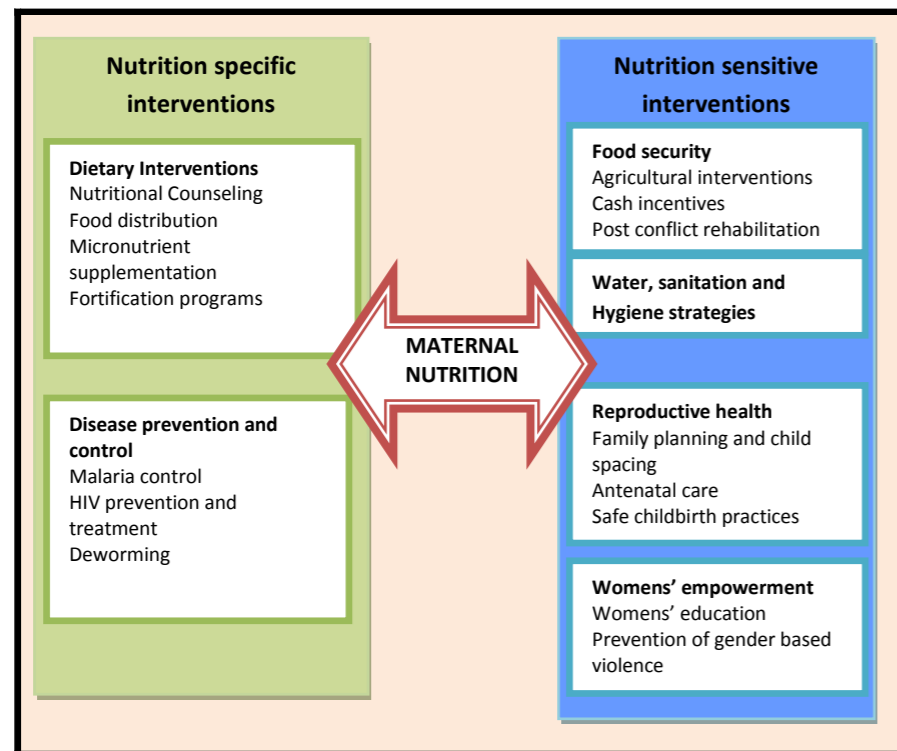 Nutrition specific
interventions
Dietary Interventions
Nutritional Counseling
Food distribution
Micronutrient
supplementation
Fortification programs
Disease prevention and
control
Malaria control
HIV prevention and
treatment
Deworming
MATERNAL
NUTRITION
Nutrition sensitive
interventions
Food security
Agricultural interventions
Cash incentives
Post conflict rehabilitation
Water, sanitation and
Hygiene strategies
Reproductive health
Family planning and child
spacing
Antenatal care
Safe childbirth practices
Womens’ empowerment
Womens’ education
Prevention of gender based
violence